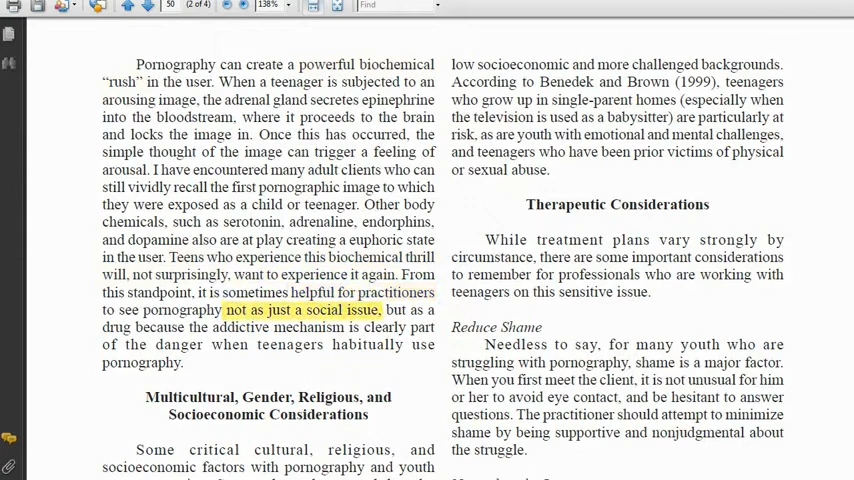 50
(2 of 4)
138%
Find
Pornography can create a powerful biochemical
“rush” in the user. When a teenager is subjected to an
arousing image, the adrenal gland secretes epinephrine
into the bloodstream, where it proceeds to the brain
and locks the image in. Once this has occurred, the
simple thought of the image can trigger a feeling of
arousal. I have encountered many adult clients who can
still vividly recall the first pornographic image to which
they were exposed as a child or teenager. Other body
chemicals, such as serotonin, adrenaline, endorphins,
and dopamine also are at play creating a euphoric state
in the user. Teens who experience this biochemical thrill
will, not surprisingly, want to experience it again. From
this standpoint, it is sometimes helpful for practitioners
to see pornography not as just a social issue, but as a
drug because the addictive mechanism is clearly part
of the danger when teenagers habitually use
pornography.
Multicultural, Gender, Religious, and
Socioeconomic Considerations
Some critical cultural, religious, and
socioeconomic factors with pornography and youth
low socioeconomic and more challenged backgrounds.
According to Benedek and Brown (1999), teenagers
who grow up in single-parent homes (especially when
the television is used as a babysitter) are particularly at
risk, as are youth with emotional and mental challenges,
and teenagers who have been prior victims of physical
or sexual abuse.
Therapeutic Considerations
While treatment plans vary strongly by
circumstance, there are some important considerations
to remember for professionals who are working with
teenagers on this sensitive issue.
Reduce Shame
Needless to say, for many youth who are
struggling with pornography, shame is a major factor.
When you first meet the client, it is not unusual for him
or her to avoid eye contact, and be hesitant to answer
questions. The practitioner should attempt to minimize
shame by being supportive and nonjudgmental about
the struggle.